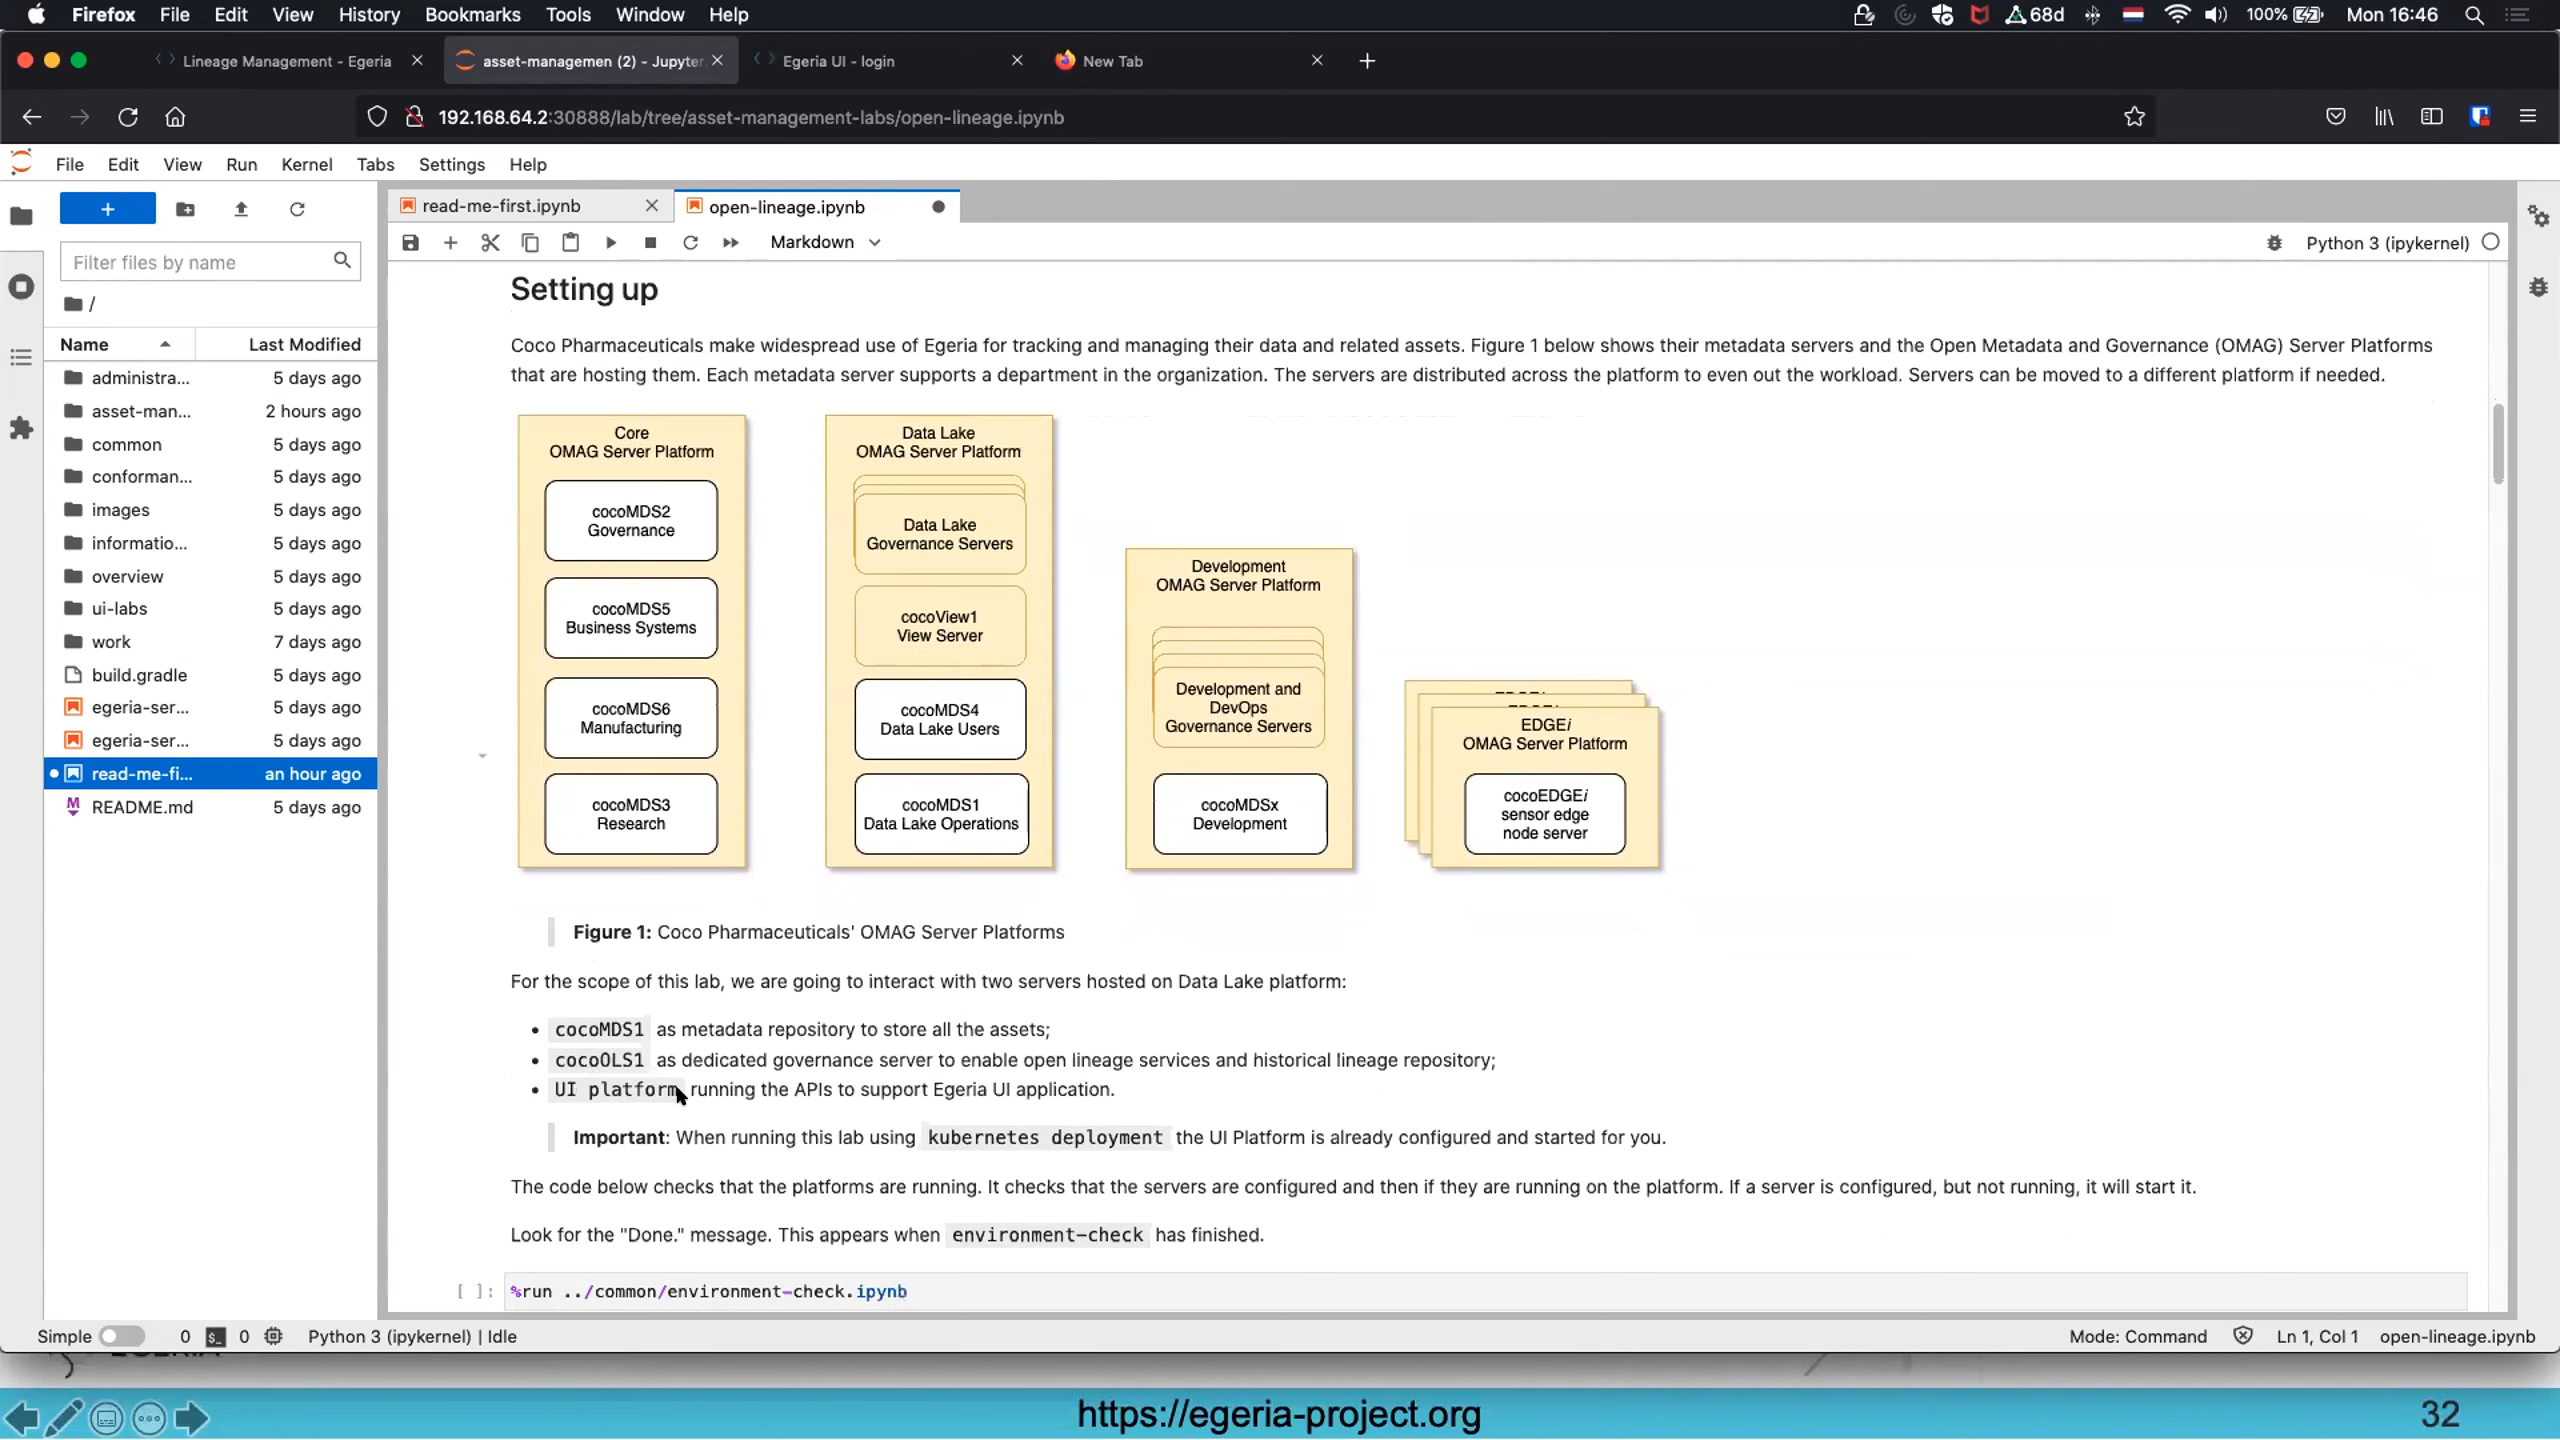 Firefox File Edit View History Bookmarks Tools Window Help 68d 100% Mon 16:46
Lineage Management - Egeria asset-managemen (2) - Jupyter Egeria UI - login New Tab
192.168.64.2:30888/lab/tree/asset-management-labs/open-lineage.ipynb
File Edit View Run Kernel Tabs Settings Help
read-me-first.ipynb open-lineage.ipynb
Markdown Python 3 (ipykernel)
Filter files by name
/
Name Last Modified
administra... 5 days ago
asset-man... 2 hours ago
common 5 days ago
conforman... 5 days ago
images 5 days ago
informatio... 5 days ago
overview 5 days ago
ui-labs 5 days ago
work 7 days ago
build.gradle 5 days ago
egeria-ser... 5 days ago
egeria-ser... 5 days ago
read-me-fi... an hour ago
README.md 5 days ago
Setting up
Coco Pharmaceuticals make widespread use of Egeria for tracking and managing their data and related assets. Figure 1 below shows their metadata servers and the Open Metadata and Governance (OMAG) Server Platforms
that are hosting them. Each metadata server supports a department in the organization. The servers are distributed across the platform to even out the workload. Servers can be moved to a different platform if needed.
Core
OMAG Server Platform
cocoMDS2
Governance
cocoMDS5
Business Systems
cocoMDS6
Manufacturing
cocoMDS3
Research
Data Lake
OMAG Server Platform
Data Lake
Governance Servers
cocoView1
View Server
cocoMDS4
Data Lake Users
cocoMDS1
Data Lake Operations
Development
OMAG Server Platform
Development and
DevOps
Governance Servers
cocoMDSx
Development
EDGEi
OMAG Server Platform
cocoEDGEi
sensor edge
node server
Figure 1: Coco Pharmaceuticals' OMAG Server Platforms
For the scope of this lab, we are going to interact with two servers hosted on Data Lake platform:
• cocoMDS1 as metadata repository to store all the assets;
• cocoOLS1 as dedicated governance server to enable open lineage services and historical lineage repository;
• UI platform running the APIs to support Egeria UI application.
Important: When running this lab using kubernetes deployment the UI Platform is already configured and started for you.
The code below checks that the platforms are running. It checks that the servers are configured and then if they are running on the platform. If a server is configured, but not running, it will start it.
Look for the "Done." message. This appears when environment-check has finished.
[ ]: %run ../common/environment-check.ipynb
Simple 0 0 Python 3 (ipykernel) | Idle Mode: Command Ln 1, Col 1 open-lineage.ipynb
https://egeria-project.org 32